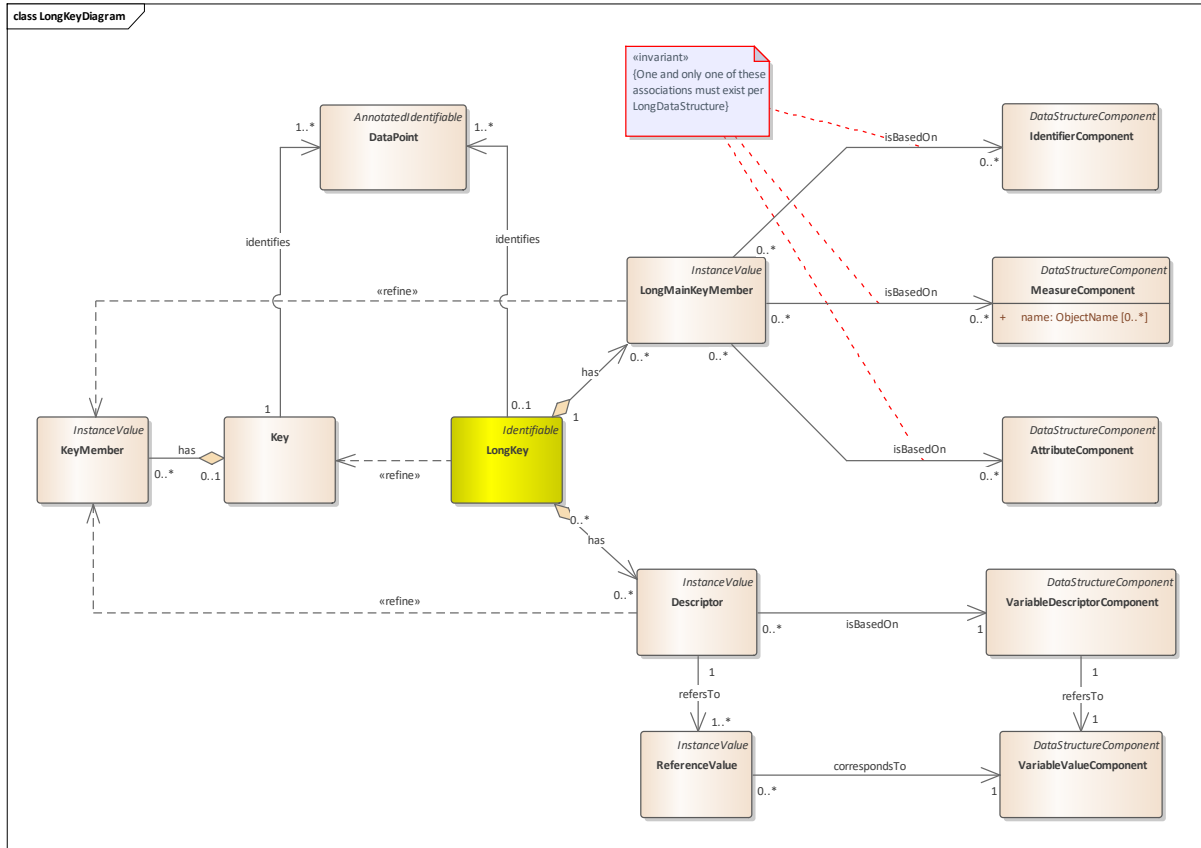 class LongKeyDiagram
«invariant»
{One and only one of these
associations must exist per
LongDataStructure}
AnnotatedIdentifiable
DataPoint
1..*
1..*
DataStructureComponent
IdentifierComponent
isBasedOn
0..*
0..*
identifies
identifies
InstanceValue
LongMainKeyMember
DataStructureComponent
MeasureComponent
+ name: ObjectName [0..*]
isBasedOn
0..*
0..*
«refine»
0..*
0..*
has
1
0..1
1
InstanceValue
KeyMember
has
0..*
0..1
Key
Identifiable
LongKey
«refine»
DataStructureComponent
AttributeComponent
isBasedOn
0..*
0..*
has
InstanceValue
Descriptor
0..*
«refine»
DataStructureComponent
VariableDescriptorComponent
0..*
isBasedOn
1
1
refersTo
1..*
1
refersTo
1
InstanceValue
ReferenceValue
correspondsTo
0..*
1
DataStructureComponent
VariableValueComponent